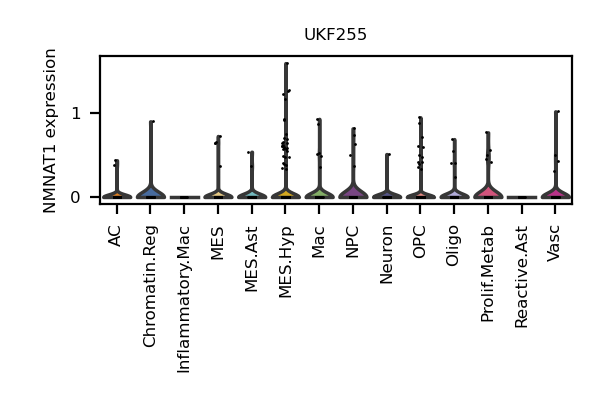 UKF255
NMNAT1 expression
1
0
AC
Chromatin.Reg
Inflammatory.Mac
MES
MES.Ast
MES.Hyp
Mac
NPC
Neuron
OPC
Oligo
Prolif.Metab
Reactive.Ast
Vasc